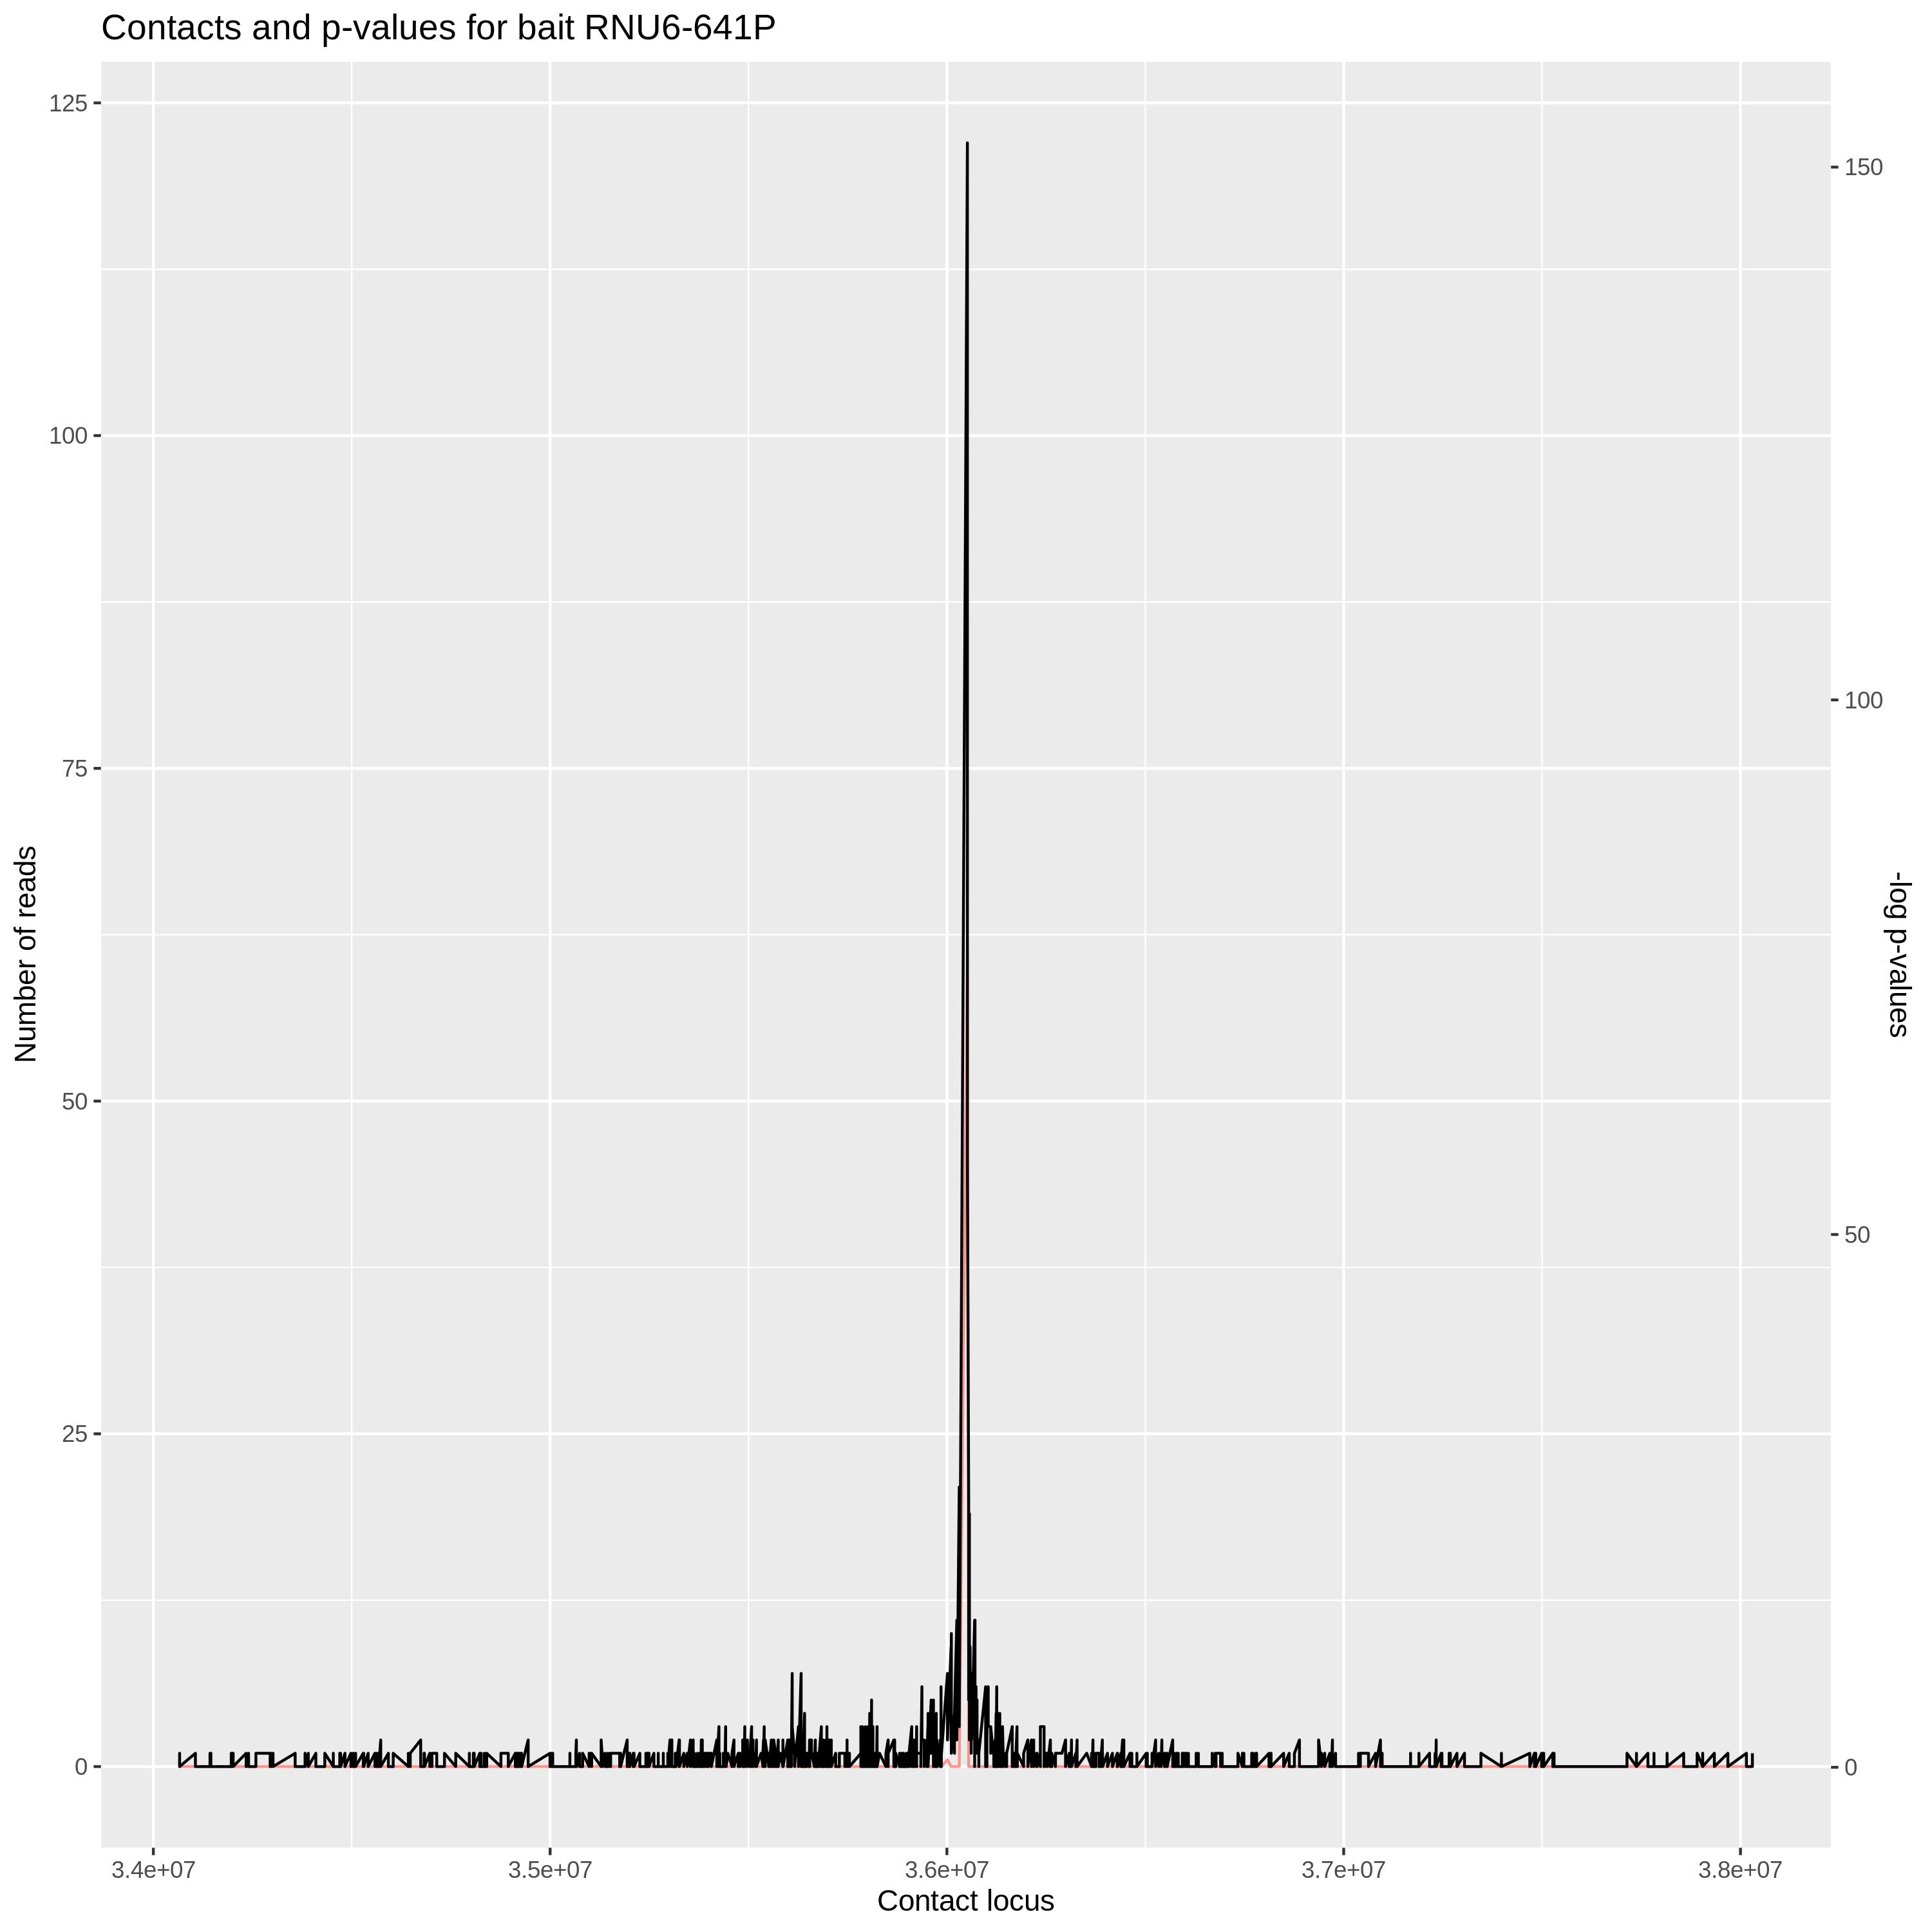 Contacts and p-values for bait RNU6-641P
125
100
75
50
25
0
Number of reads
150
100
50
0
-log p-values
3.4e+07
3.5e+07
3.6e+07
3.7e+07
3.8e+07
Contact locus